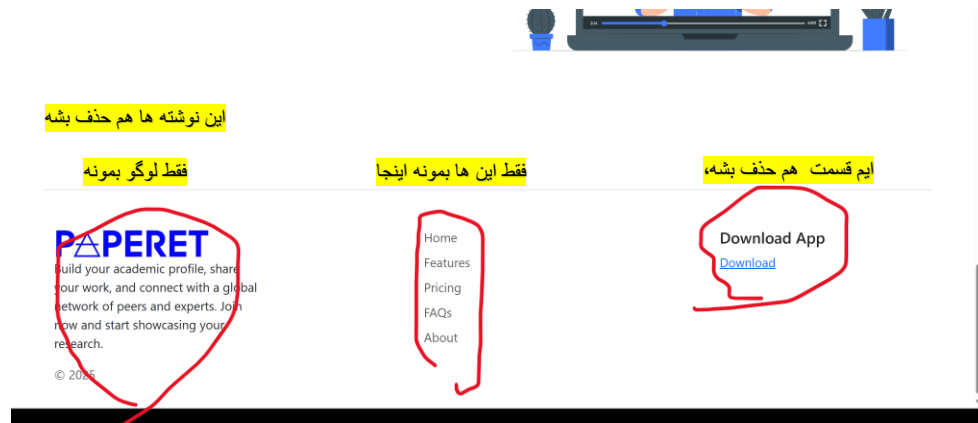 این نوشته ها هم حذف بشه
فقط لوگو بمونه
فقط این ها بمونه اینجا
ایم قسمت هم حذف بشه،
PAPERET
Build your academic profile, share
your work, and connect with a global
network of peers and experts. Join
now and start showcasing your
research.
© 2025
Home
Features
Pricing
FAQs
About
Download App
Download